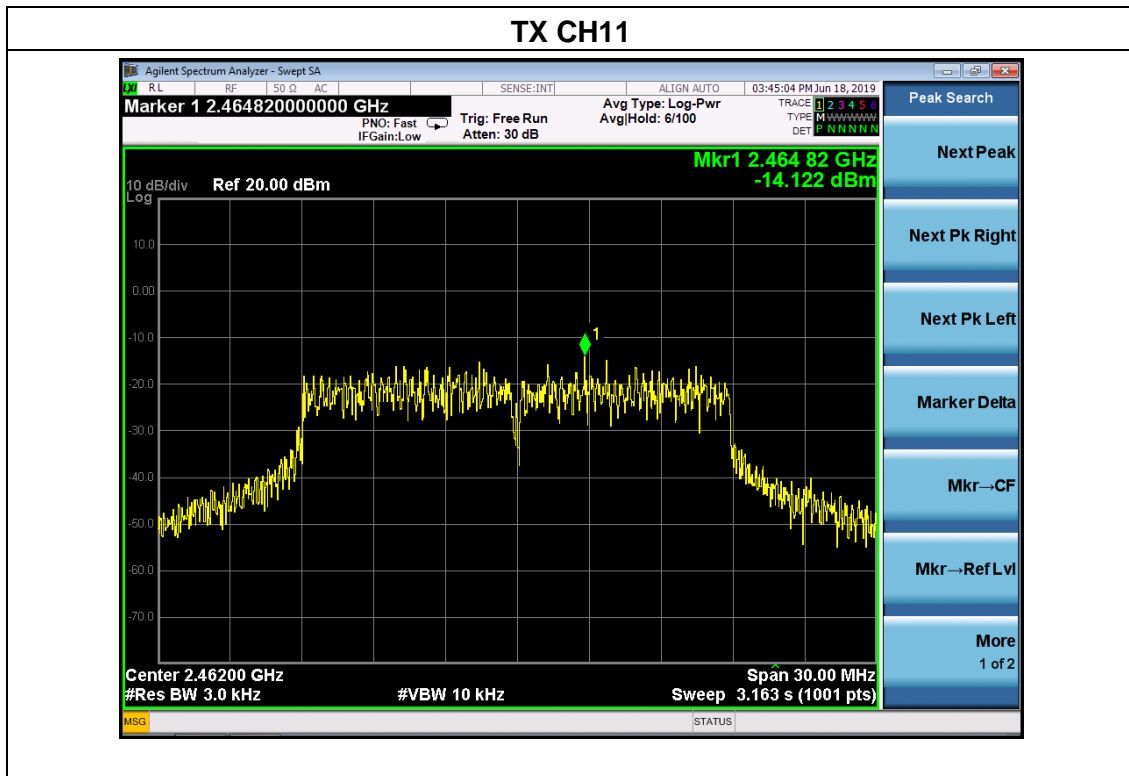 TX CH11
Agilent Spectrum Analyzer - Swept SA
LXI RL RF 50 Ω AC SENSE:INT ALIGN AUTO 03:45:04 PM Jun 18, 2019
Marker 1 2.464820000000 GHz
PNO: Fast
IFGain:Low
Trig: Free Run
Atten: 30 dB
Avg Type: Log-Pwr
Avg|Hold: 6/100
TRACE 1 2 3 4 5 6
TYPE M WWWWW
DET P N N N N N
Peak Search
Mkr1 2.464 82 GHz
-14.122 dBm
10 dB/div Ref 20.00 dBm
Log
10.0
0.00
-10.0
-20.0
-30.0
-40.0
-50.0
-60.0
-70.0
1
Center 2.46200 GHz
Span 30.00 MHz
#Res BW 3.0 kHz
#VBW 10 kHz
Sweep 3.163 s (1001 pts)
Next Peak
Next Pk Right
Next Pk Left
Marker Delta
Mkr→CF
Mkr→Ref Lvl
More
1 of 2
MSG
STATUS